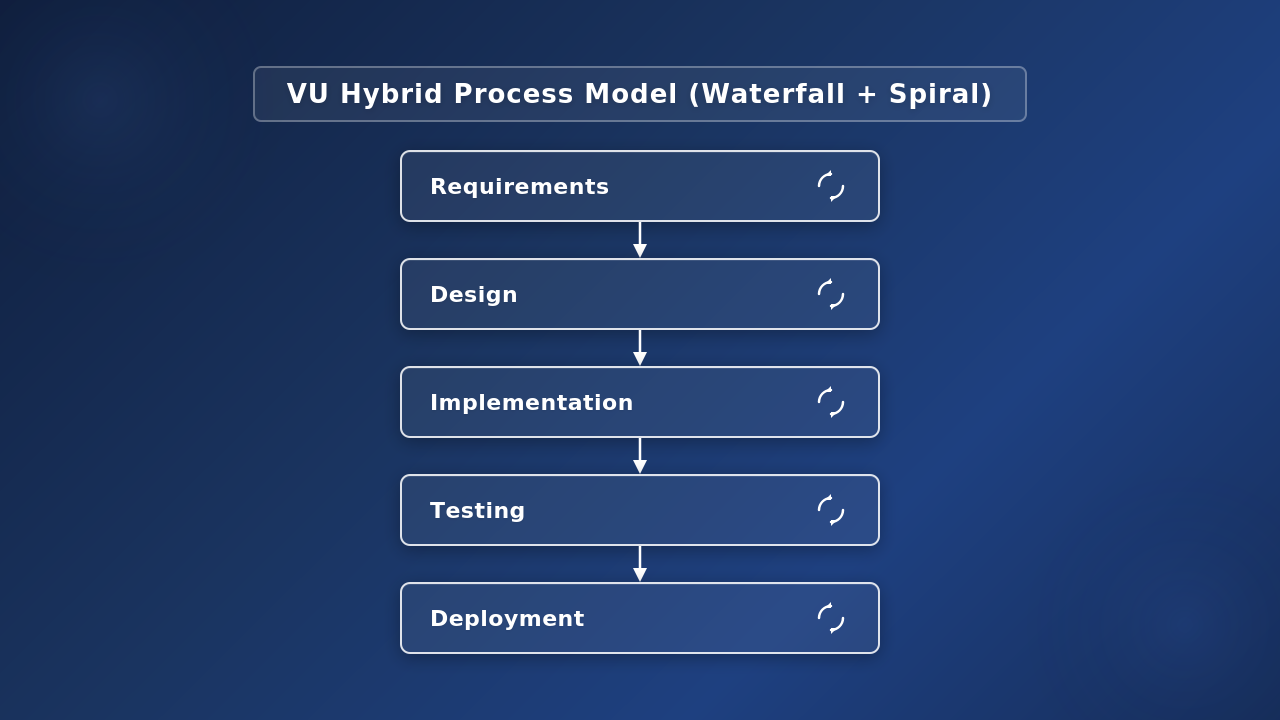 VU Hybrid Process Model (Waterfall + Spiral)
Requirements
Design
Implementation
Testing
Deployment